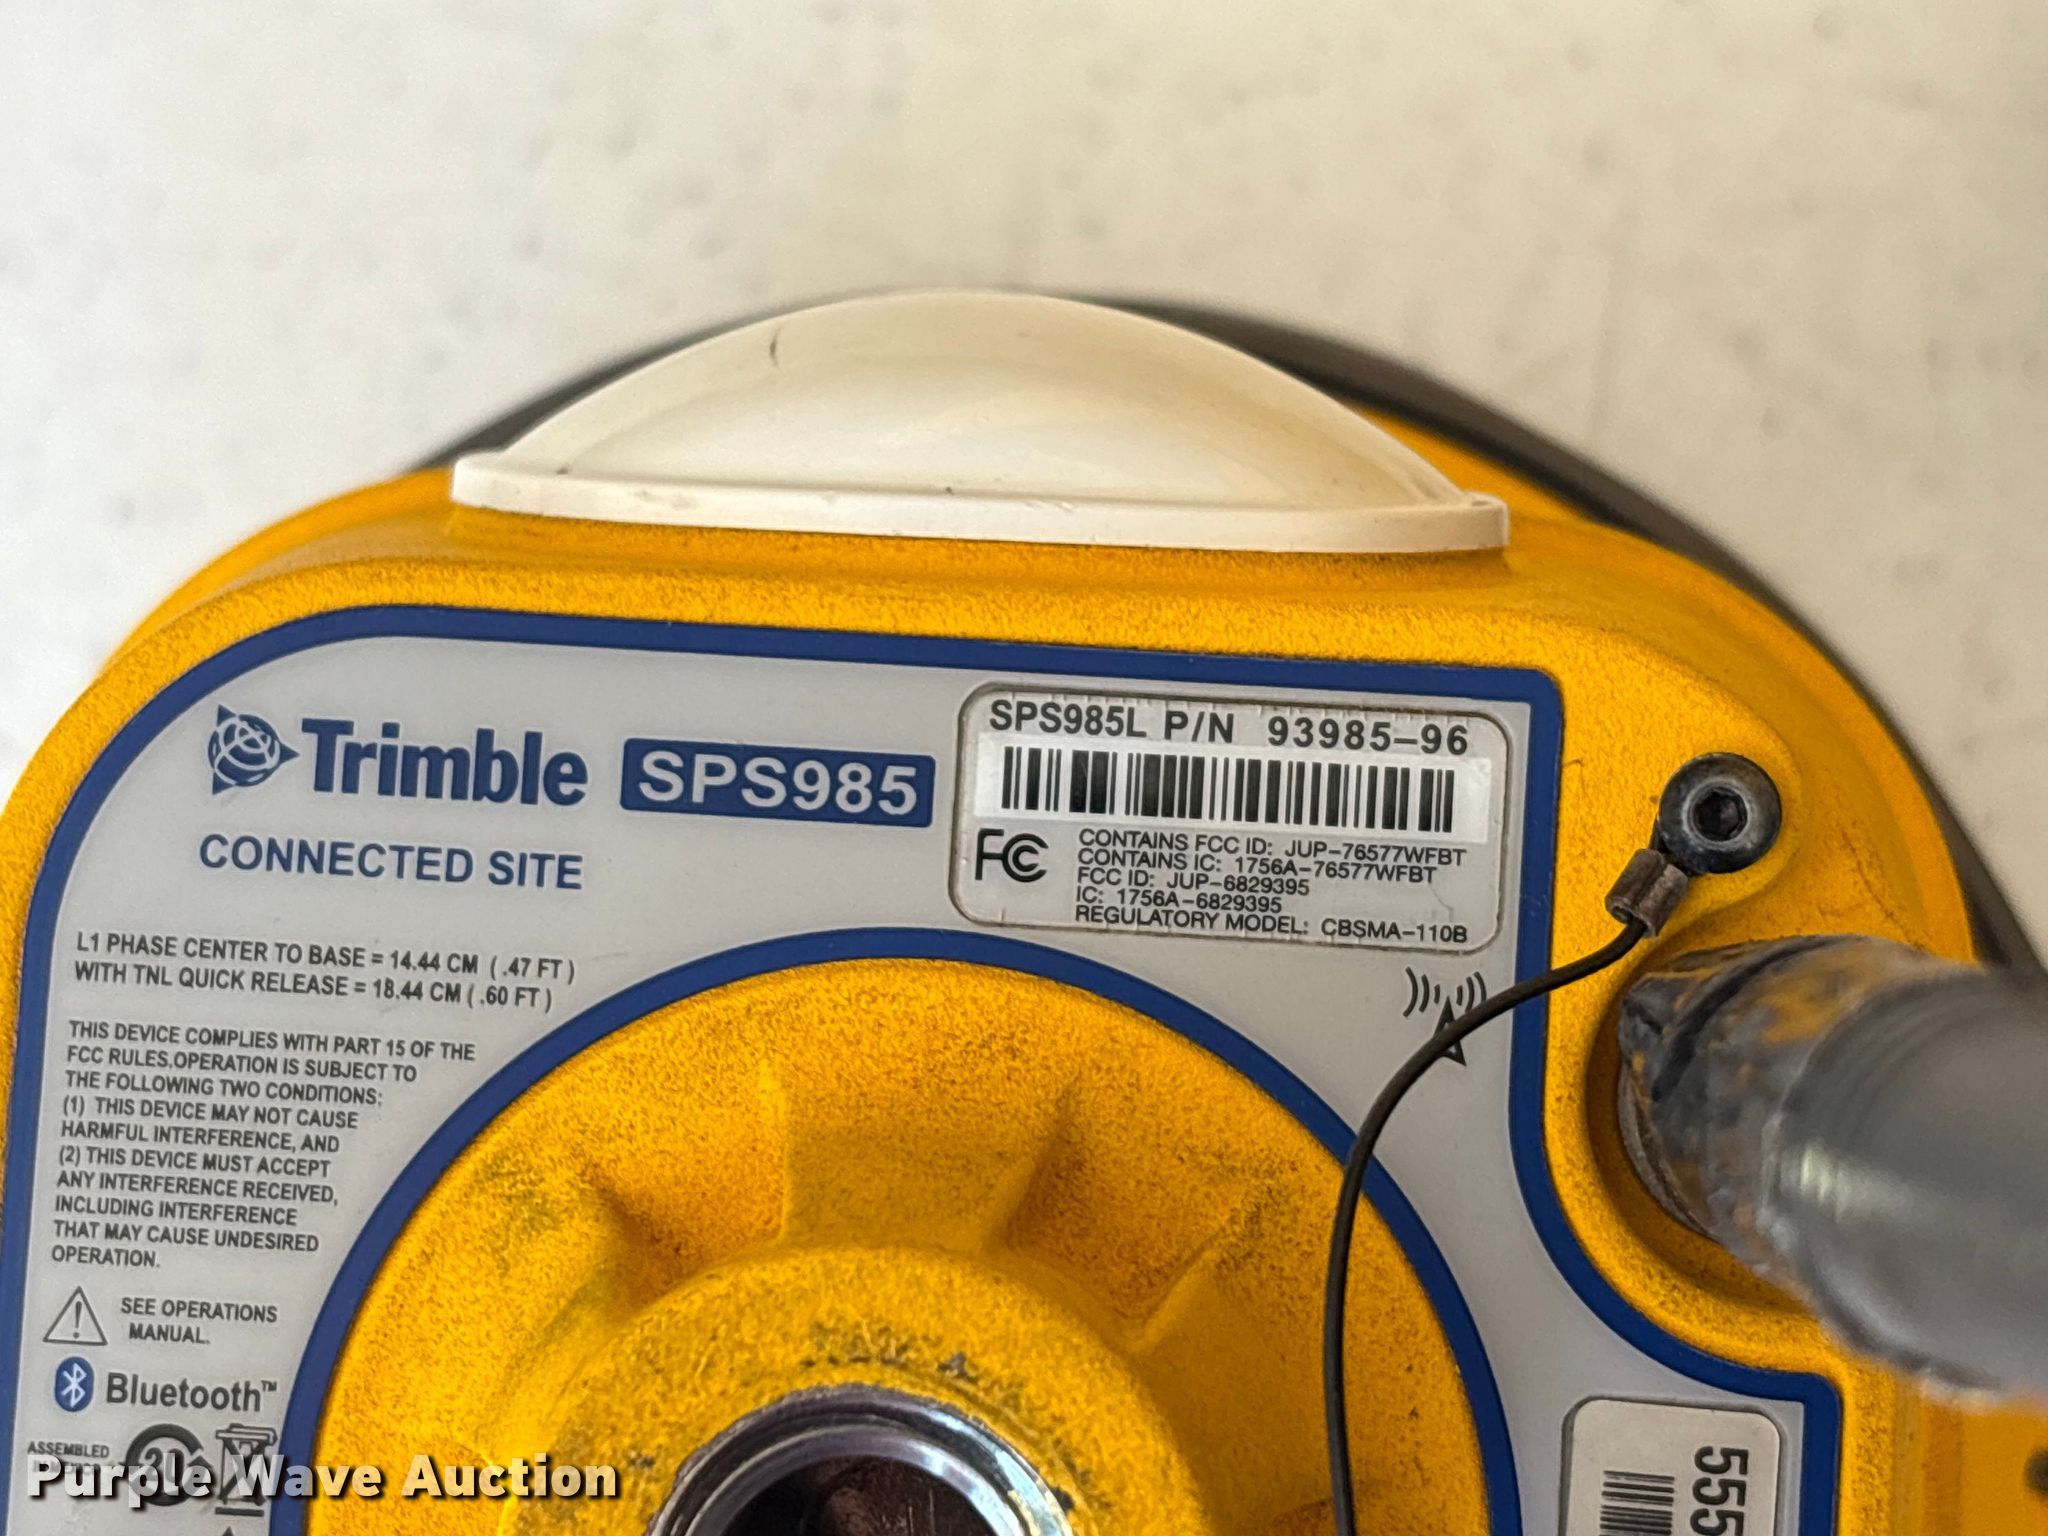 Trimble SPS985
CONNECTED SITE
SPS985L P/N 93985-96
FC
CONTAINS FCC ID: JUP-76577WFBT
CONTAINS IC: 1756A-76577WFBT
FCC ID: JUP-6829395
IC: 1756A-6829395
REGULATORY MODEL: CBSMA-110B
L1 PHASE CENTER TO BASE = 14.44 CM ( .47 FT )
WITH TNL QUICK RELEASE = 18.44 CM ( .60 FT )
THIS DEVICE COMPLIES WITH PART 15 OF THE
FCC RULES.OPERATION IS SUBJECT TO
THE FOLLOWING TWO CONDITIONS:
(1) THIS DEVICE MAY NOT CAUSE
HARMFUL INTERFERENCE, AND
(2) THIS DEVICE MUST ACCEPT
ANY INTERFERENCE RECEIVED,
INCLUDING INTERFERENCE
THAT MAY CAUSE UNDESIRED
OPERATION.
SEE OPERATIONS
MANUAL.
Bluetooth™
ASSEMBLED
555
Purple Wave Auction